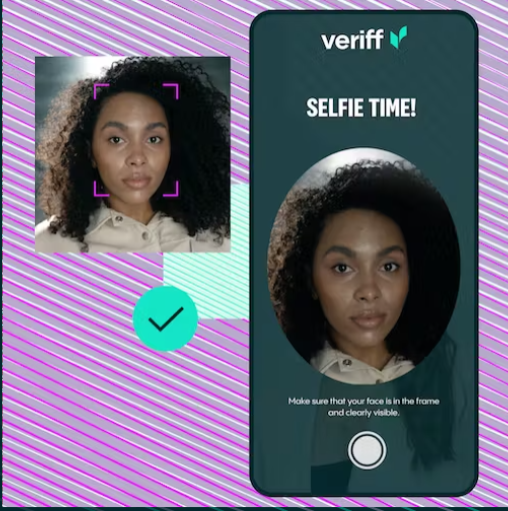 veriff
SELFIE TIME!
Make sure that your face is in the frame
and clearly visible.